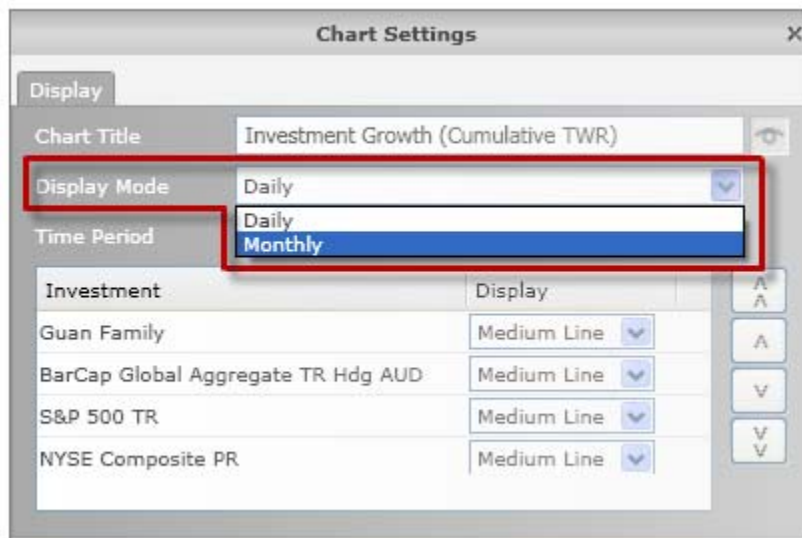 Chart Settings
Display
Chart Title Investment Growth (Cumulative TWR)
Display Mode Daily
Daily
Time Period
Monthly
Investment Display
Guan Family Medium Line
BarCap Global Aggregate TR Hdg AUD Medium Line
S&P 500 TR Medium Line
NYSE Composite PR Medium Line